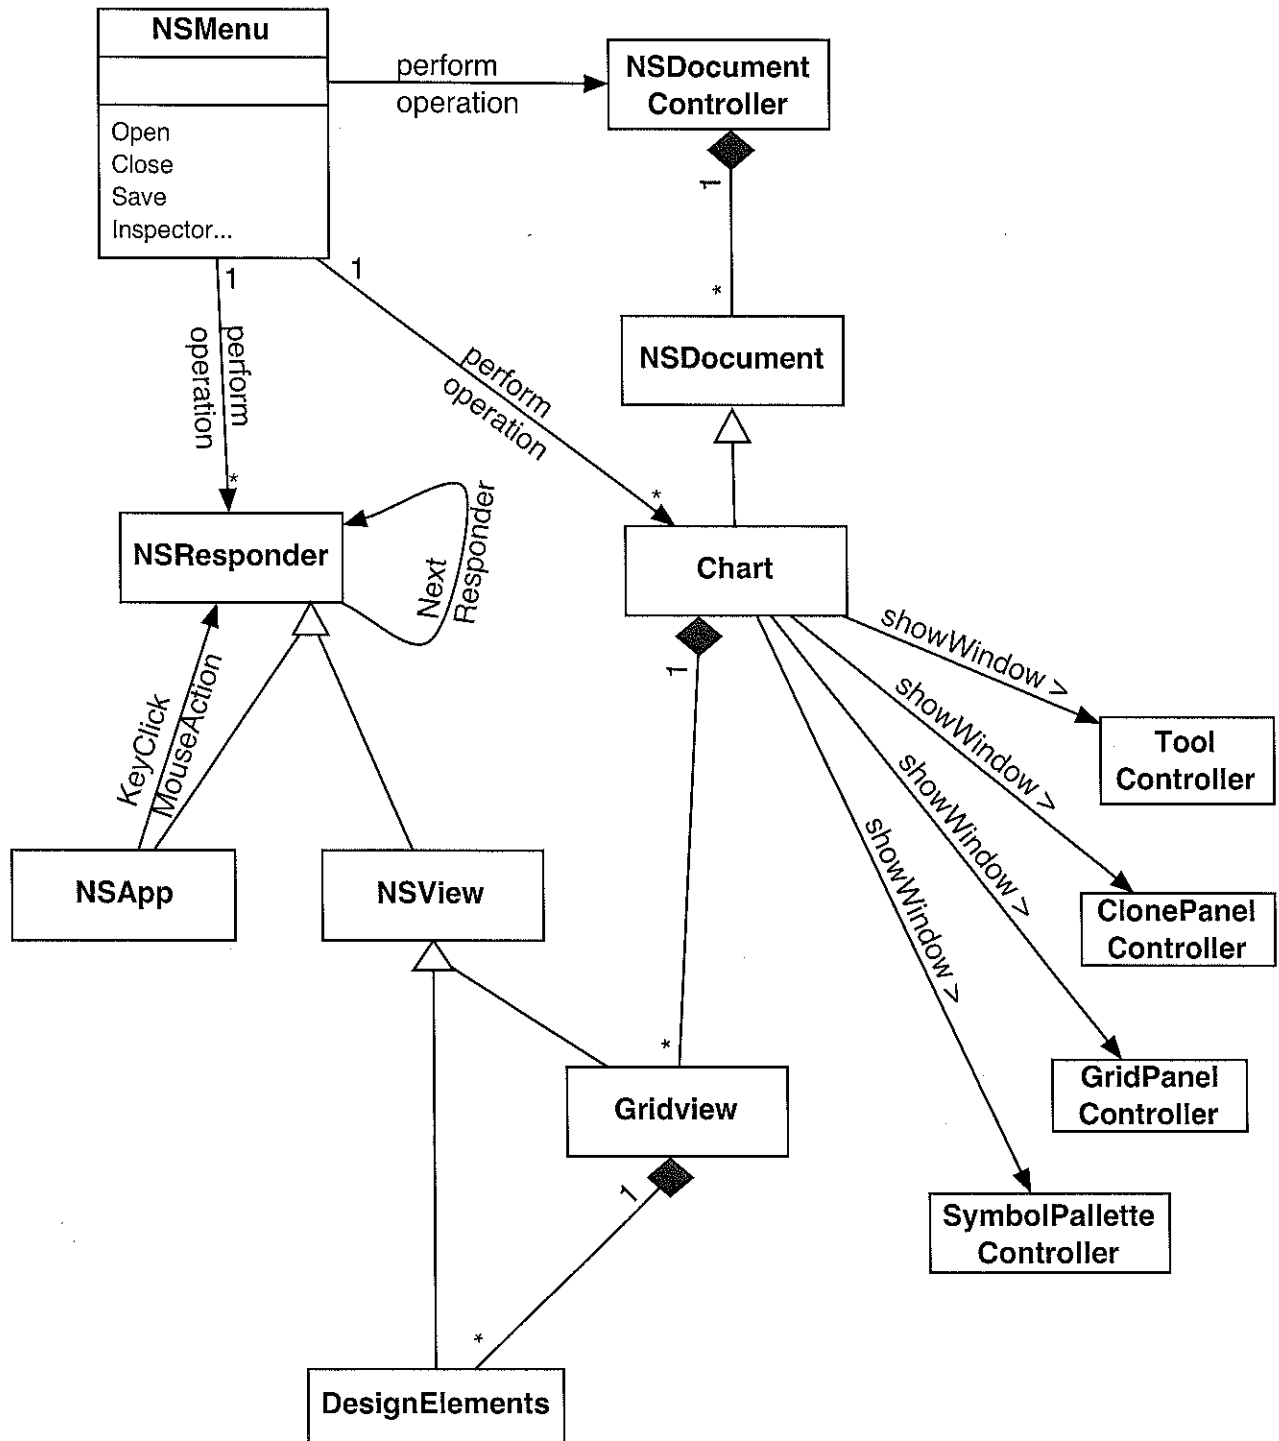 NSMenu
Open
Close
Save
Inspector...
perform
operation
NSDocument
Controller
1
*
NSDocument
1
perform
operation
*
1
perform
operation
*
NSResponder
Next
Responder
Chart
KeyClick
MouseAction
NSApp
NSView
1
*
showWindow >
Tool
Controller
showWindow >
ClonePanel
Controller
showWindow >
GridPanel
Controller
showWindow >
SymbolPallette
Controller
Gridview
1
*
DesignElements